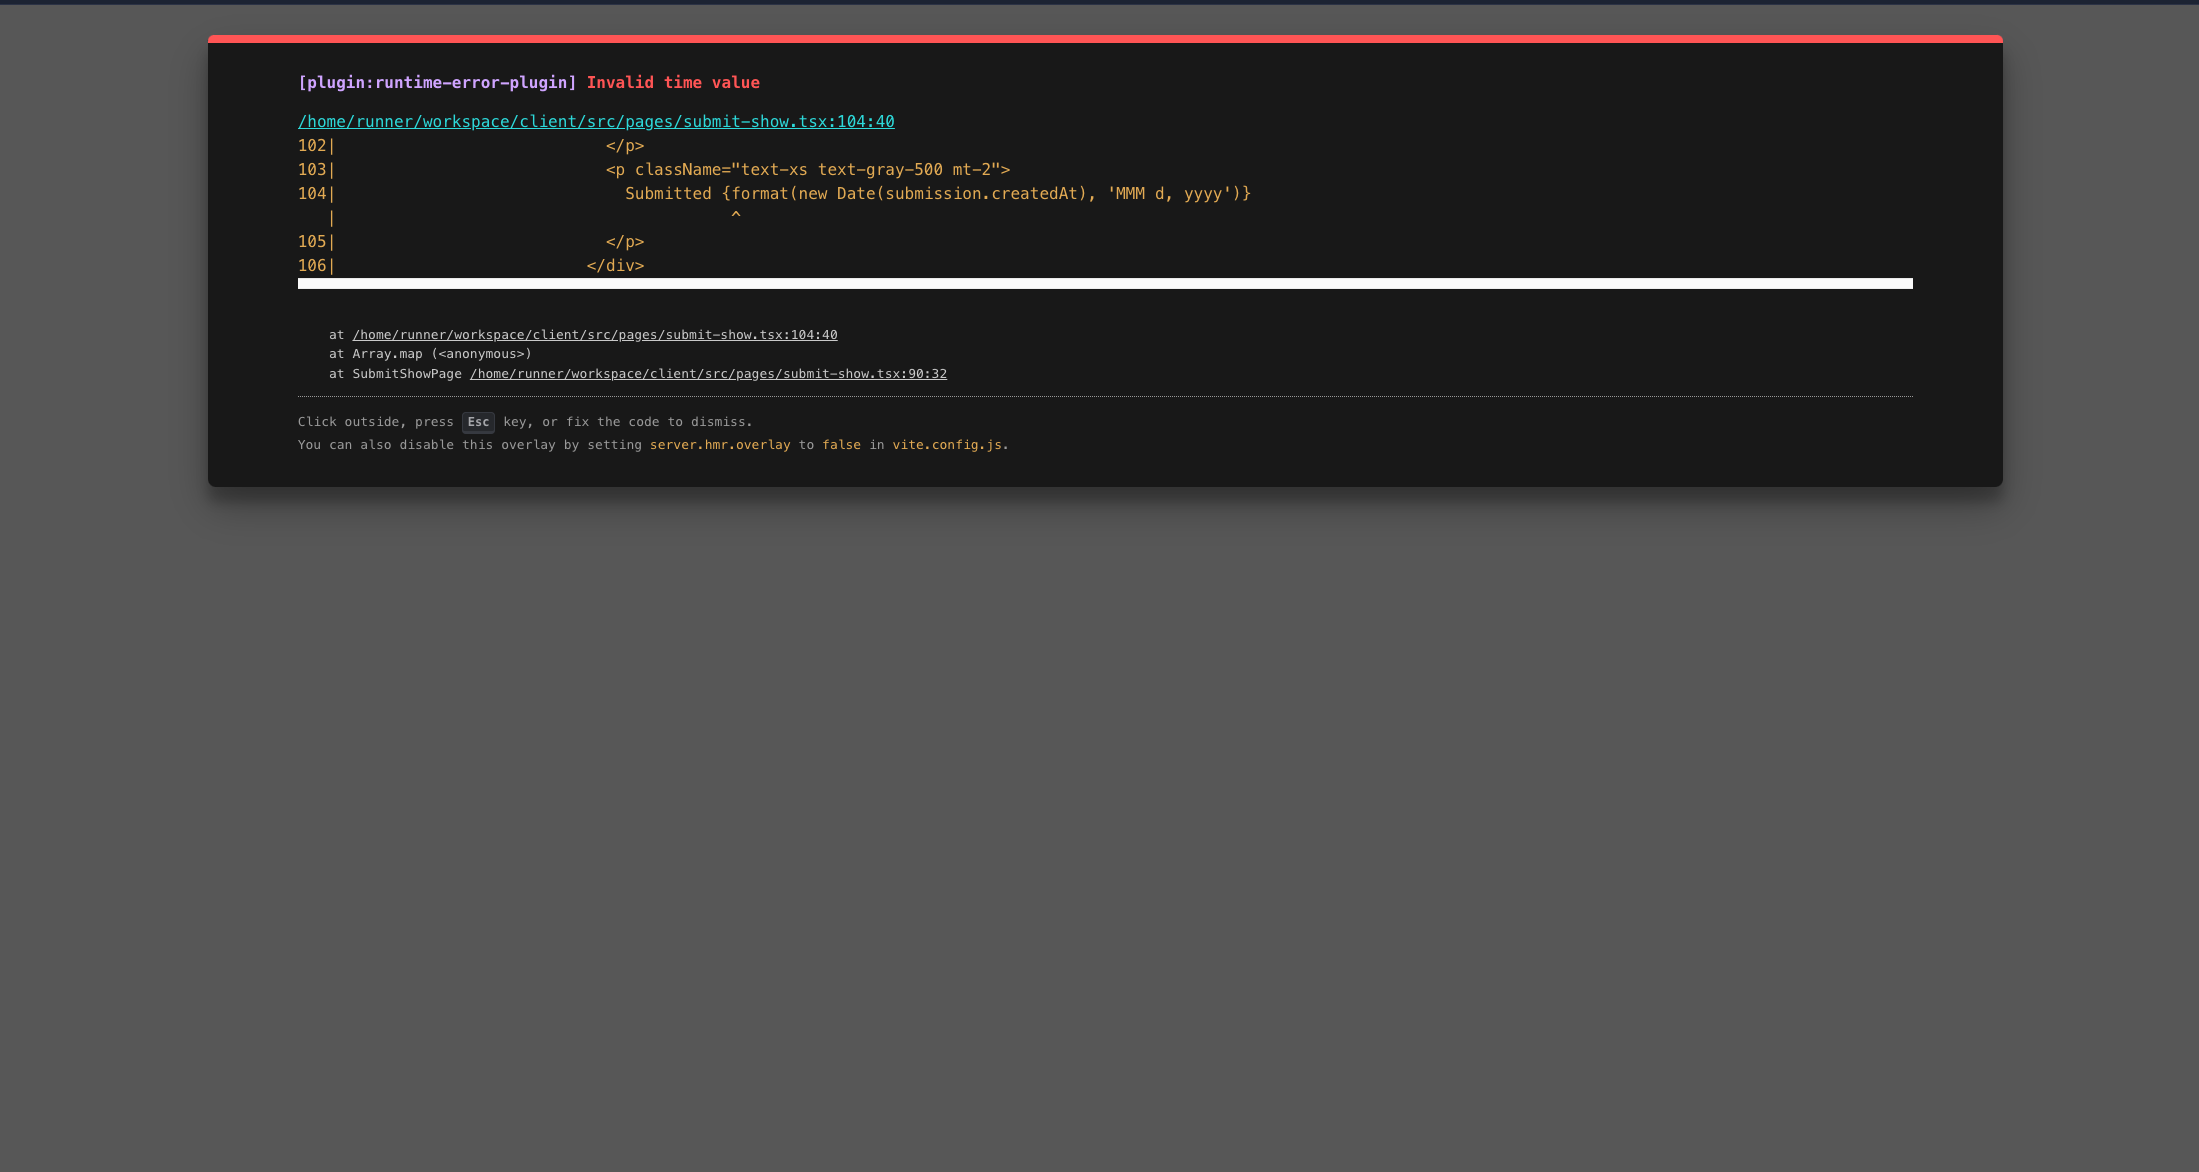 [plugin:runtime-error-plugin] Invalid time value
/home/runner/workspace/client/src/pages/submit-show.tsx:104:40
102|                            </p>
103|                            <p className="text-xs text-gray-500 mt-2">
104|                              Submitted {format(new Date(submission.createdAt), 'MMM d, yyyy')}
   |                                         ^
105|                            </p>
106|                          </div>
at /home/runner/workspace/client/src/pages/submit-show.tsx:104:40
at Array.map (<anonymous>)
at SubmitShowPage /home/runner/workspace/client/src/pages/submit-show.tsx:90:32
Click outside, press Esc key, or fix the code to dismiss.
You can also disable this overlay by setting server.hmr.overlay to false in vite.config.js.